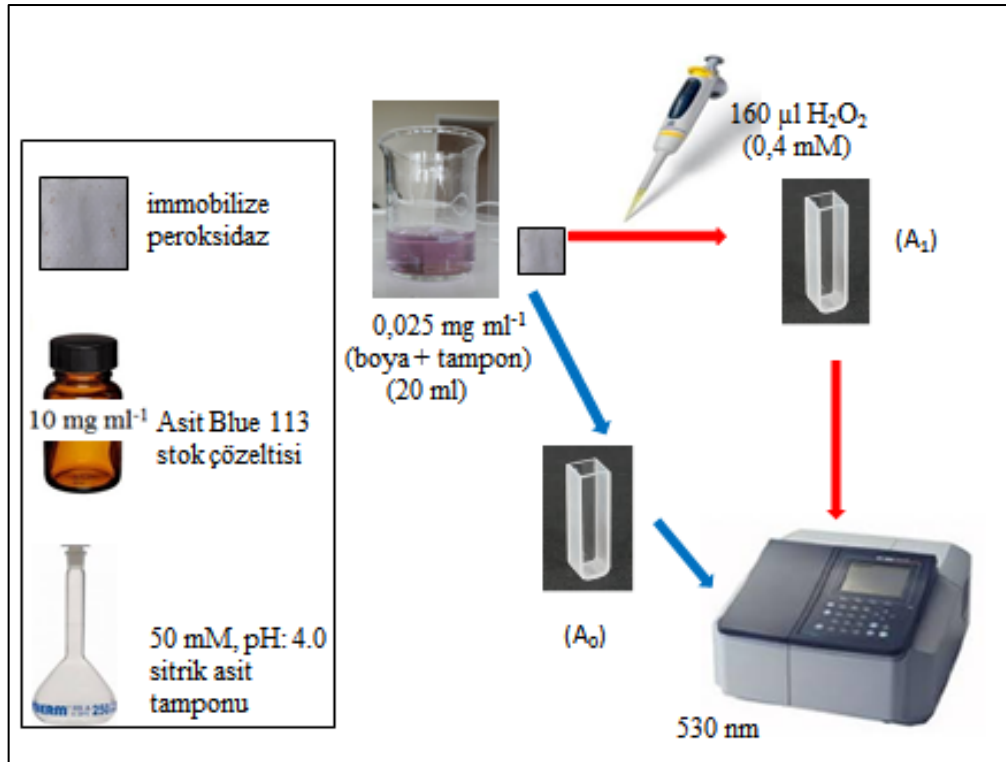 immobilize
peroksidaz
10 mg ml⁻¹ Asit Blue 113
stok çözeltisi
50 mM, pH: 4.0
sitrik asit
tamponu
250
0,025 mg ml⁻¹
(boya + tampon)
(20 ml)
160 µl H₂O₂
(0,4 mM)
(A₁)
(A₀)
530 nm